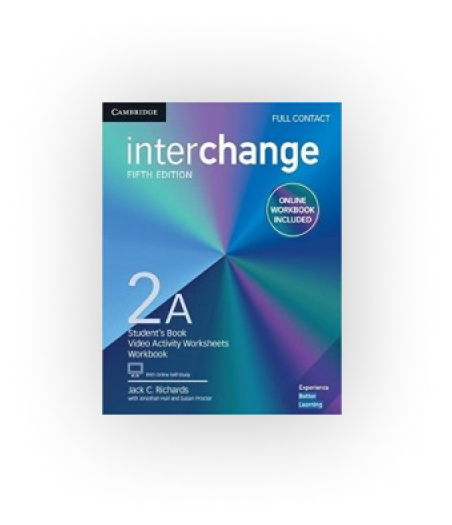 CAMBRIDGE
FULL CONTACT
interchange
FIFTH EDITION
ONLINE
WORKBOOK
INCLUDED
2A
Student's Book
Video Activity Worksheets
Workbook
With Online Self-Study
Jack C. Richards
with Jonathan Hull and Susan Proctor
Experience
Better
Learning